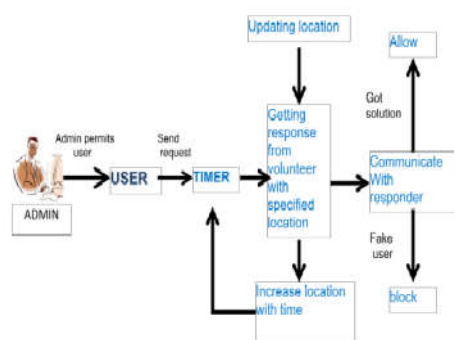 Updating location
Allow
Admin permits
user
Send
request
Getting
response
from
volunteer
with
specified
location
Got
solution
USER
TIMER
Communicate
With
responder
ADMIN
Fake
user
Increase location
with time
block